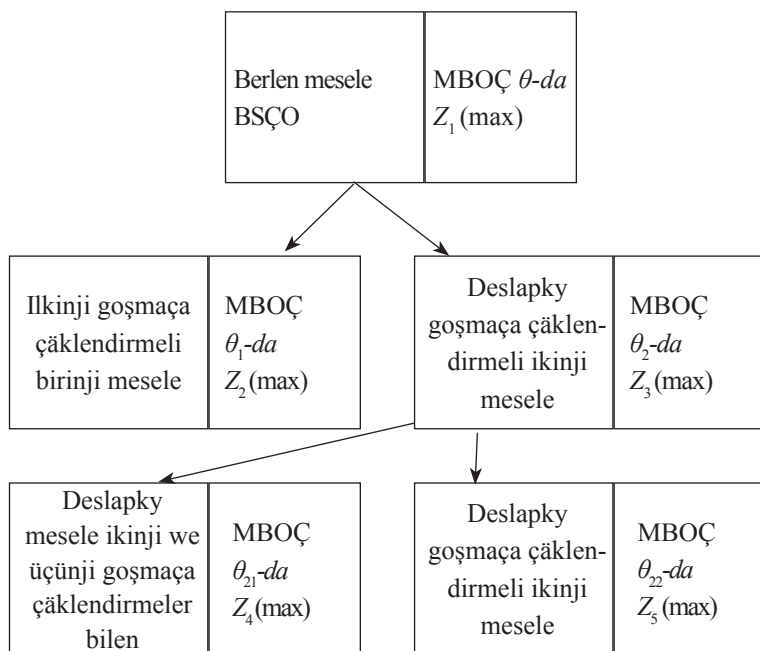 Berlen mesele
BSÇO
MBOÇ θ-da
Z₁(max)
Ilkinji goşmaça
çäklendirmeli
birinji mesele
MBOÇ
θ₁-da
Z₂(max)
Deslapky
goşmaça çäklen-
dirmeli ikinji
mesele
MBOÇ
θ₂-da
Z₃(max)
Deslapky
mesele ikinji we
üçünji goşmaça
çäklendirmeler
bilen
MBOÇ
θ₂₁-da
Z₄(max)
Deslapky
goşmaça çäklen-
dirmeli ikinji
mesele
MBOÇ
θ₂₂-da
Z₅(max)